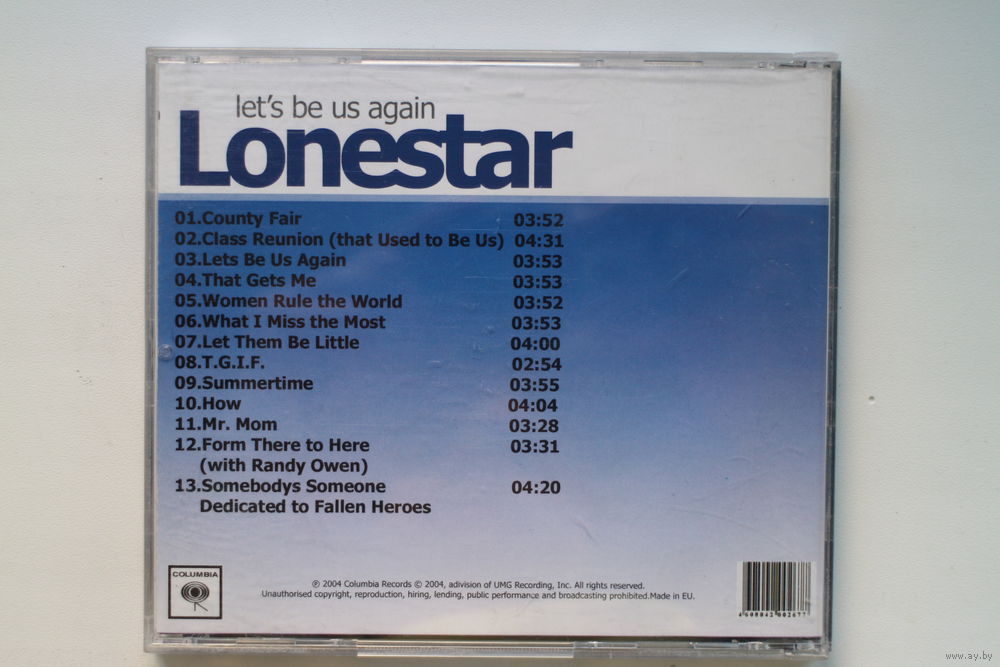 let's be us again
Lonestar
01.County Fair 03:52
02.Class Reunion (that Used to Be Us) 04:31
03.Lets Be Us Again 03:53
04.That Gets Me 03:53
05.Women Rule the World 03:52
06.What I Miss the Most 03:53
07.Let Them Be Little 04:00
08.T.G.I.F. 02:54
09.Summertime 03:55
10.How 04:04
11.Mr. Mom 03:28
12.Form There to Here 03:31
(with Randy Owen)
13.Somebodys Someone 04:20
Dedicated to Fallen Heroes
COLUMBIA
℗ 2004 Columbia Records © 2004, adivision of UMG Recording, Inc. All rights reserved.
Unauthorised copyright, reproduction, hiring, lending, public performance and broadcasting prohibited.Made in EU.
www.ay.by